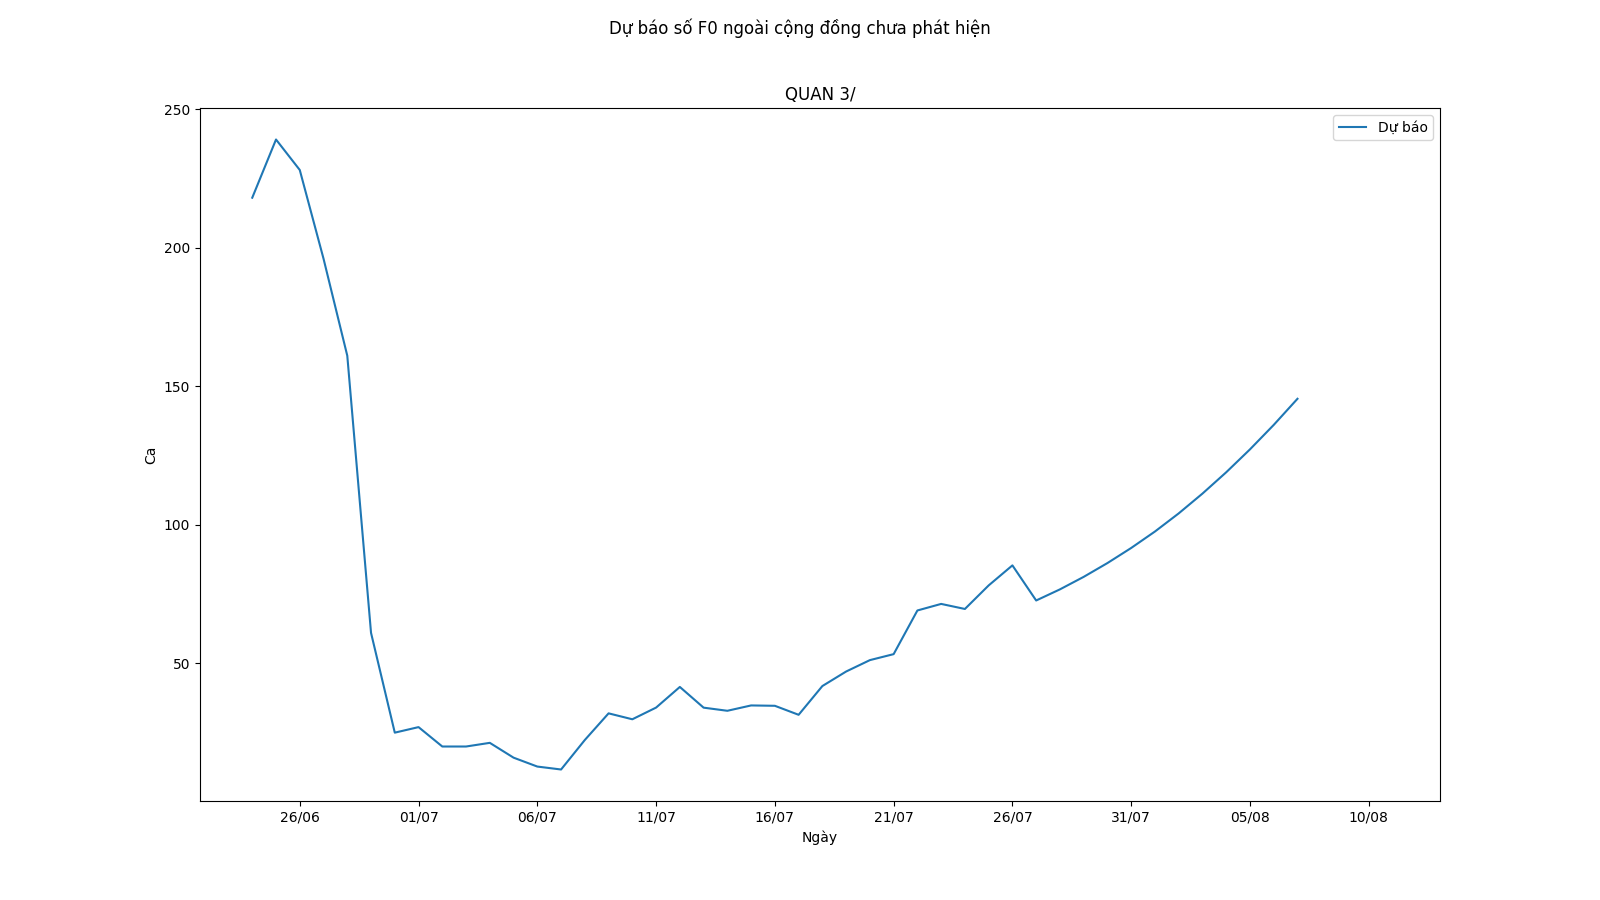 Dự báo số F0 ngoài cộng đồng chưa phát hiện
QUAN 3/
Dự báo
250
200
150
100
50
Ca
26/06 01/07 06/07 11/07 16/07 21/07 26/07 31/07 05/08 10/08
Ngày